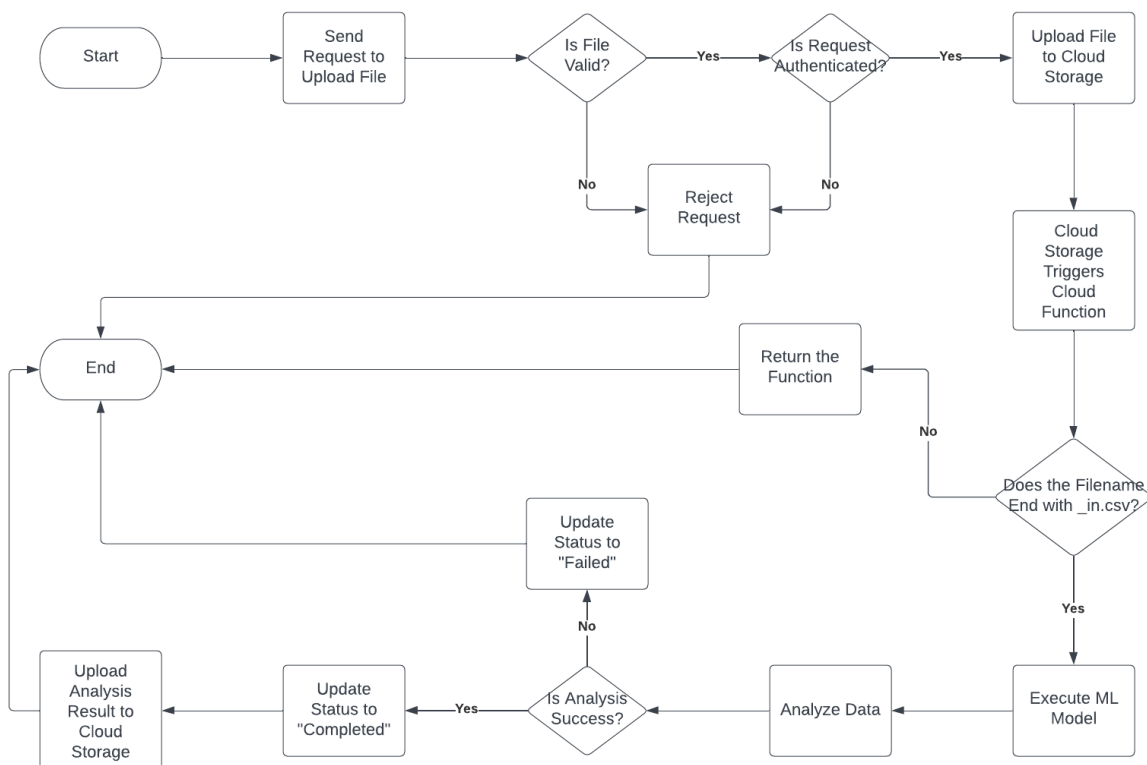 Start
Send
Request to
Upload File
Is File
Valid?
Yes
Is Request
Authenticated?
Yes
Upload File
to Cloud
Storage
No
Reject
Request
No
Cloud
Storage
Triggers
Cloud
Function
End
Return the
Function
No
Does the Filename
End with _in.csv?
Update
Status to
"Failed"
No
Yes
Upload
Analysis
Result to
Cloud
Storage
Update
Status to
"Completed"
Yes
Is Analysis
Success?
Analyze Data
Execute ML
Model